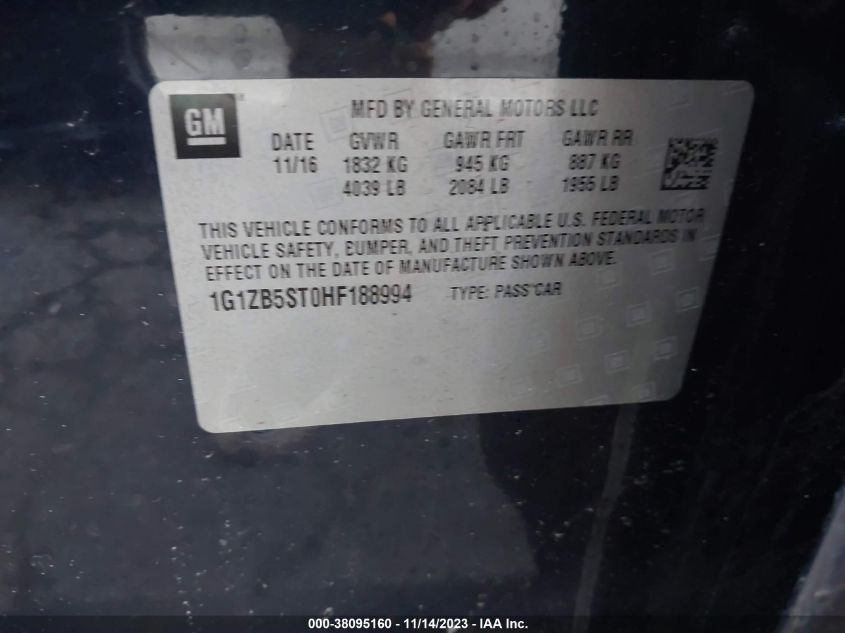 GM
MFD BY GENERAL MOTORS LLC
DATE GVWR GAWR FRT GAWR RR
11/16 1832 KG 945 KG 887 KG
4039 LB 2084 LB 1955 LB
THIS VEHICLE CONFORMS TO ALL APPLICABLE U.S. FEDERAL MOTOR
VEHICLE SAFETY, BUMPER, AND THEFT PREVENTION STANDARDS IN
EFFECT ON THE DATE OF MANUFACTURE SHOWN ABOVE.
1G1ZB5ST0HF188994 TYPE: PASS CAR
000-38095160 - 11/14/2023 - IAA Inc.